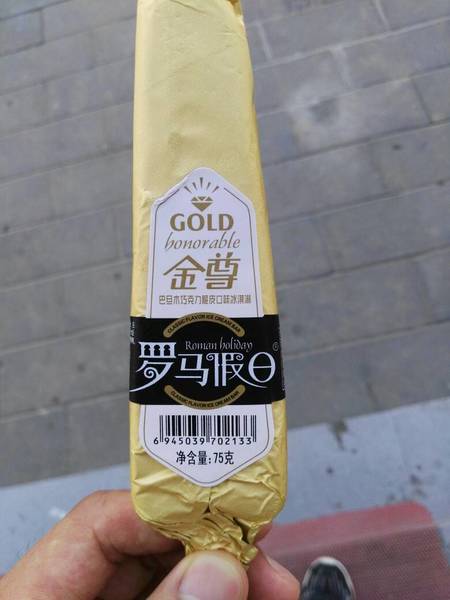 GOLD
honorable
金尊
巴旦木巧克力脆皮口味冰淇淋
CLASSIC FLAVOR ICE CREAM BAR
Roman holiday
罗马假日®
CLASSIC FLAVOR ICE CREAM BAR
6 945039 702133
净含量:75克